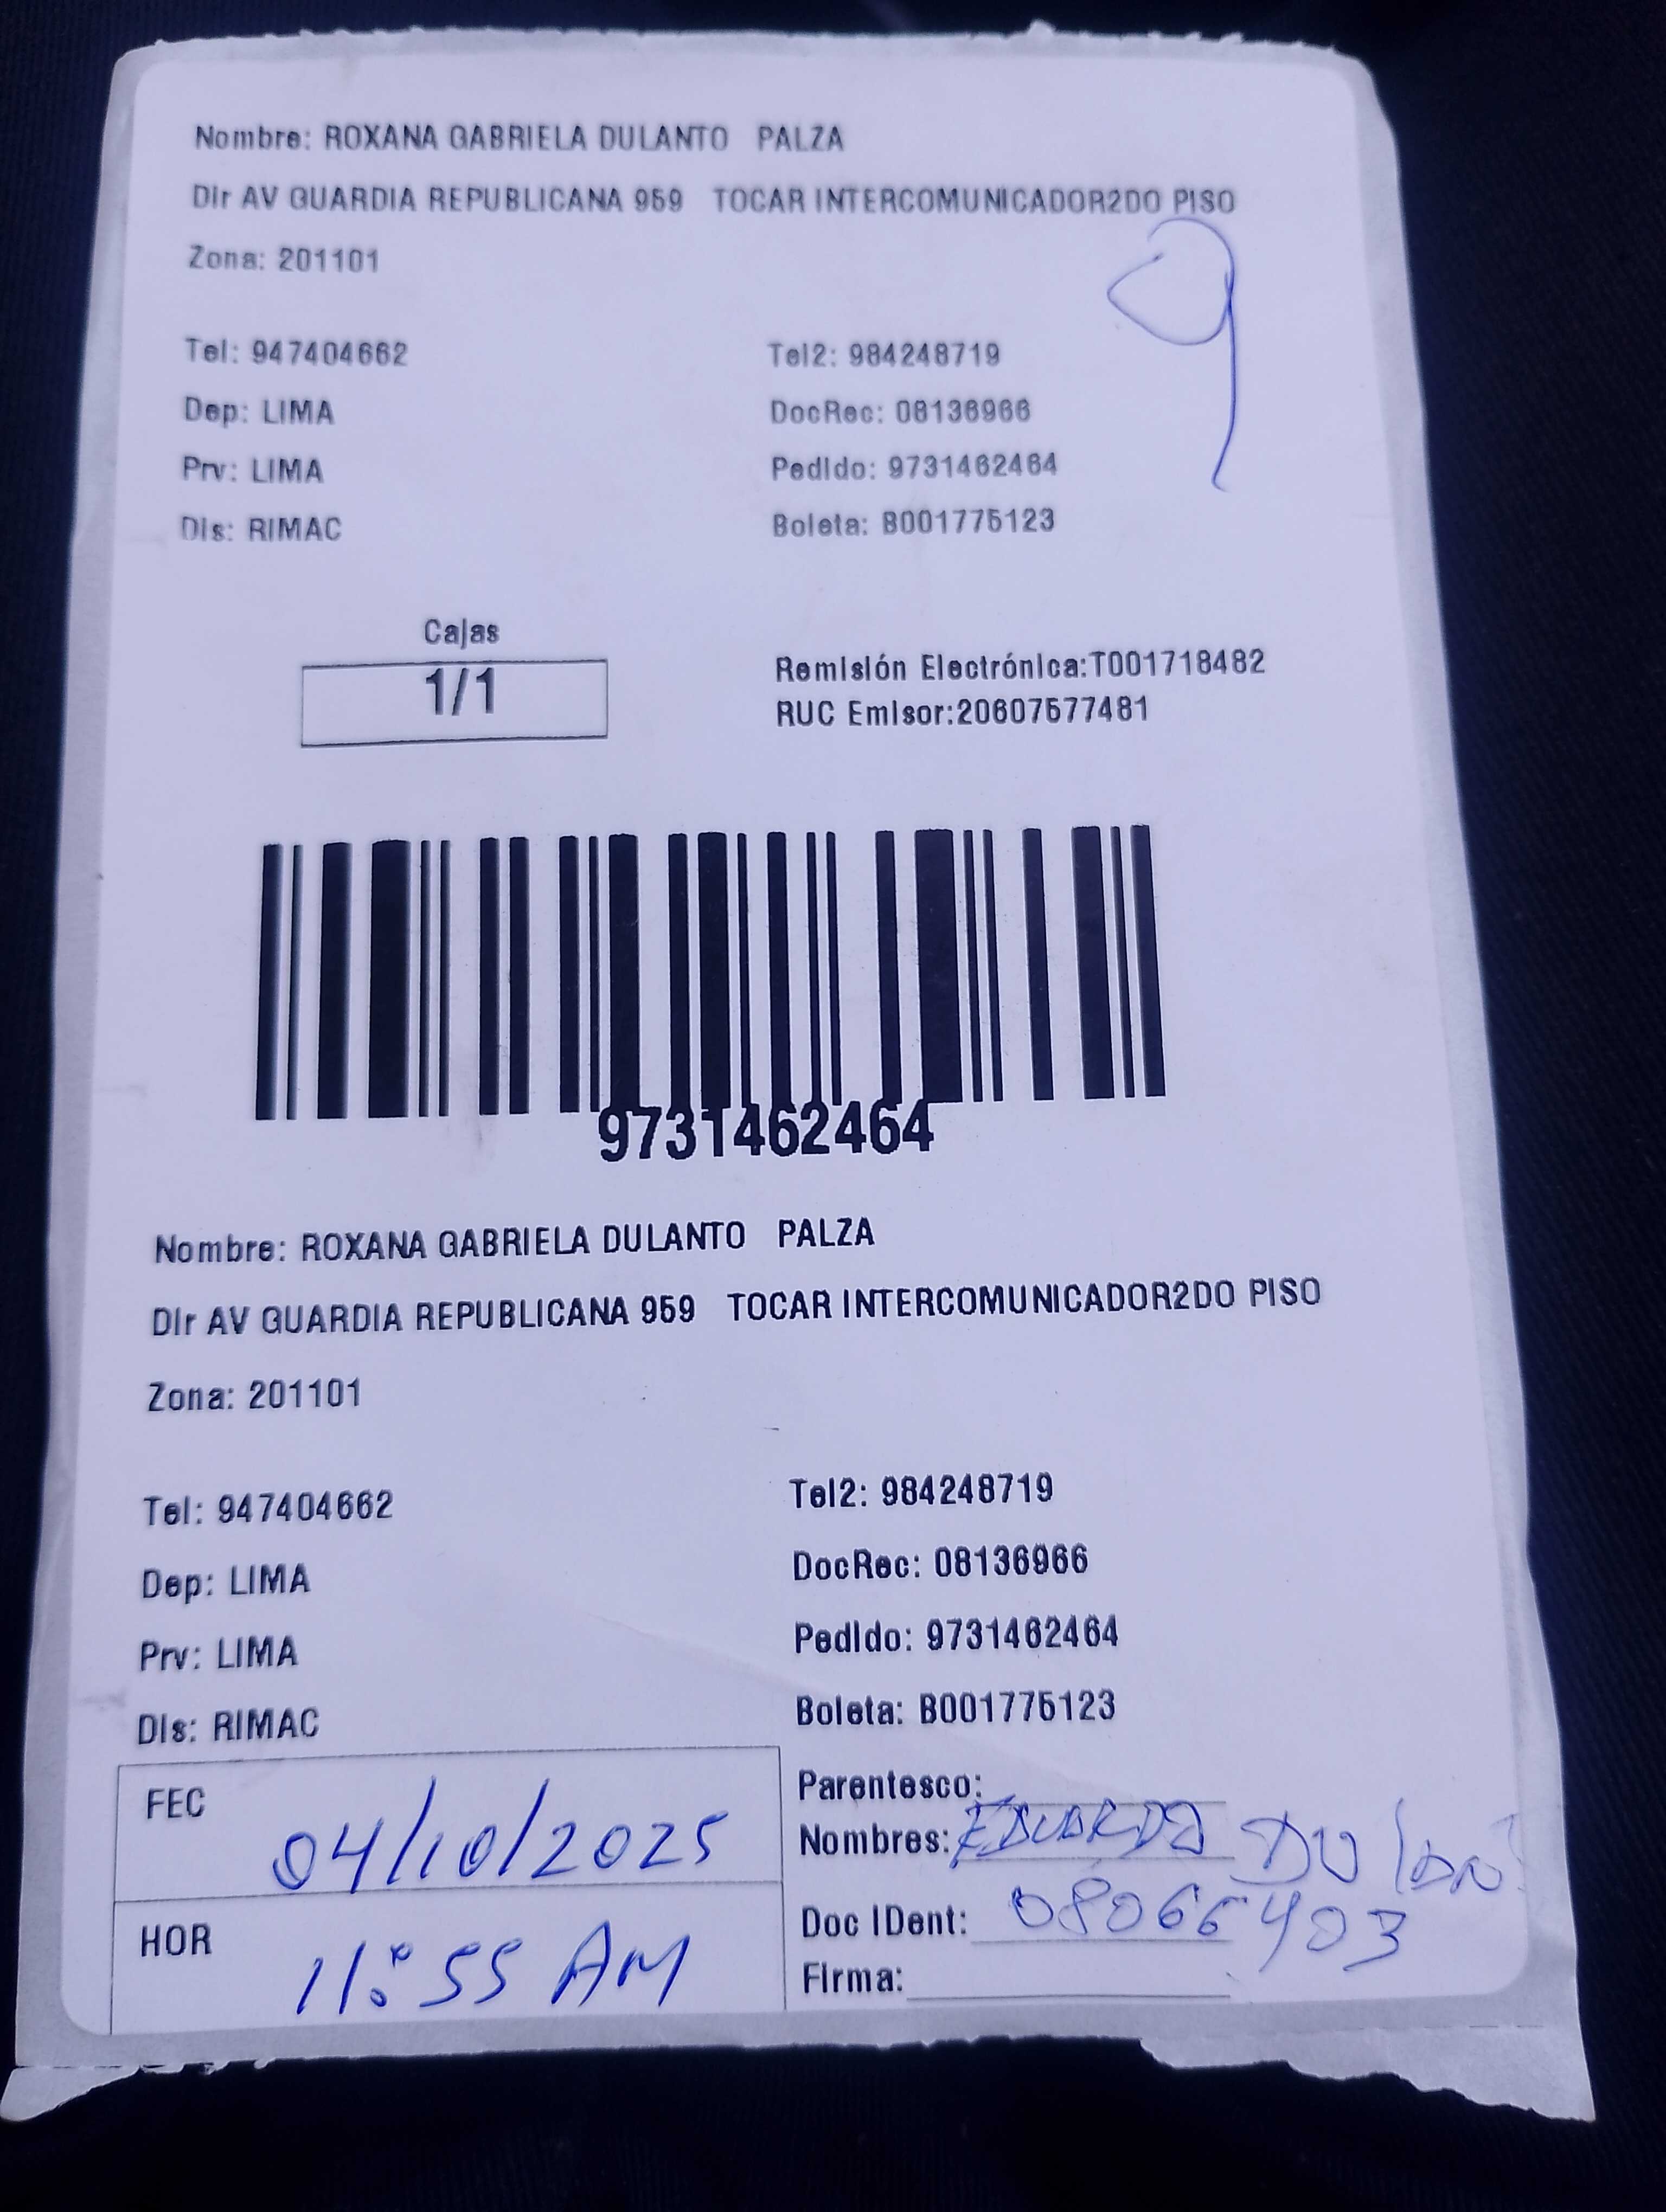 Nombre: ROXANA GABRIELA DULANTO PALZA
Dir AV GUARDIA REPUBLICANA 959 TOCAR INTERCOMUNICADOR2DO PISO
Zona: 201101
9
Tel: 947404662 Tel2: 984248719
Dep: LIMA DocRec: 08136966
Prv: LIMA Pedido: 9731462464
Dis: RIMAC Boleta: B001775123
Cajas
1/1
Remisión Electrónica:T001718482
RUC Emisor:20607577481
9731462464
Nombre: ROXANA GABRIELA DULANTO PALZA
Dir AV GUARDIA REPUBLICANA 959 TOCAR INTERCOMUNICADOR2DO PISO
Zona: 201101
Tel: 947404662 Tel2: 984248719
Dep: LIMA DocRec: 08136966
Prv: LIMA Pedido: 9731462464
Dis: RIMAC Boleta: B001775123
FEC 04/10/2025
HOR 11:55 AM
Parentesco:
Nombres: EDUARDO
Doc IDent: 08066403
Firma: